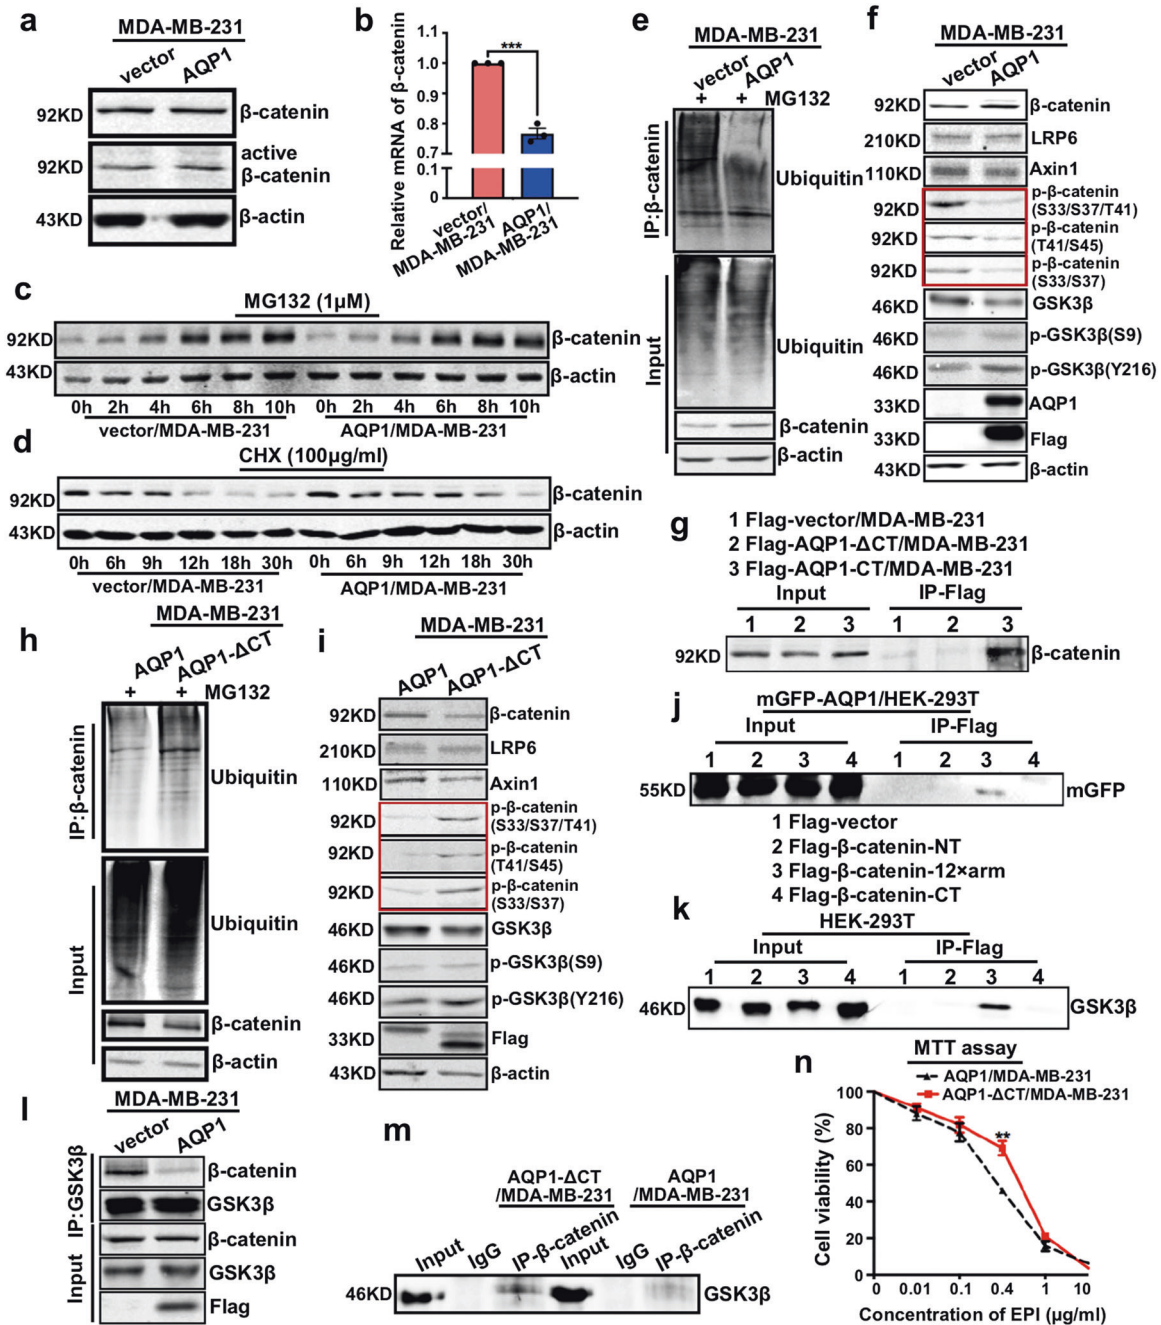 a
MDA-MB-231
vector
AQP1
92KD
β-catenin
92KD
active
β-catenin
43KD
β-actin
b
Relative mRNA of β-catenin
1.1
1.0
0.9
0.8
0.7
0.1
0
***
vector/
MDA-MB-231
AQP1/
MDA-MB-231
c
MG132 (1μM)
92KD
β-catenin
43KD
β-actin
0h 2h 4h 6h 8h 10h 0h 2h 4h 6h 8h 10h
vector/MDA-MB-231
AQP1/MDA-MB-231
d
CHX (100μg/ml)
92KD
β-catenin
43KD
β-actin
0h 6h 9h 12h 18h 30h 0h 6h 9h 12h 18h 30h
vector/MDA-MB-231
AQP1/MDA-MB-231
e
MDA-MB-231
vector
AQP1
+ + MG132
IP:β-catenin
Ubiquitin
Input
Ubiquitin
β-catenin
β-actin
f
MDA-MB-231
vector
AQP1
92KD
β-catenin
210KD
LRP6
110KD
Axin1
92KD
p-β-catenin
(S33/S37/T41)
92KD
p-β-catenin
(T41/S45)
92KD
p-β-catenin
(S33/S37)
46KD
GSK3β
46KD
p-GSK3β(S9)
46KD
p-GSK3β(Y216)
33KD
AQP1
33KD
Flag
43KD
β-actin
g
1 Flag-vector/MDA-MB-231
2 Flag-AQP1-ΔCT/MDA-MB-231
3 Flag-AQP1-CT/MDA-MB-231
Input
IP-Flag
1 2 3 1 2 3
92KD
β-catenin
h
MDA-MB-231
AQP1
AQP1-ΔCT
+ + MG132
IP:β-catenin
Ubiquitin
Input
Ubiquitin
β-catenin
β-actin
i
MDA-MB-231
AQP1
AQP1-ΔCT
92KD
β-catenin
210KD
LRP6
110KD
Axin1
92KD
p-β-catenin
(S33/S37/T41)
92KD
p-β-catenin
(T41/S45)
92KD
p-β-catenin
(S33/S37)
46KD
GSK3β
46KD
p-GSK3β(S9)
46KD
p-GSK3β(Y216)
33KD
Flag
43KD
β-actin
j
mGFP-AQP1/HEK-293T
Input
IP-Flag
1 2 3 4 1 2 3 4
55KD
mGFP
1 Flag-vector
2 Flag-β-catenin-NT
3 Flag-β-catenin-12×arm
4 Flag-β-catenin-CT
k
HEK-293T
Input
IP-Flag
1 2 3 4 1 2 3 4
46KD
GSK3β
l
MDA-MB-231
vector
AQP1
IP:GSK3β
β-catenin
GSK3β
Input
β-catenin
GSK3β
Flag
m
AQP1-ΔCT
/MDA-MB-231
AQP1
/MDA-MB-231
Input
IgG
IP-β-catenin
Input
IgG
IP-β-catenin
46KD
GSK3β
n
MTT assay
AQP1/MDA-MB-231
AQP1-ΔCT/MDA-MB-231
Cell viability (%)
100
80
60
40
20
0
**
0 0.01 0.1 0.4 1 10
Concentration of EPI (μg/ml)